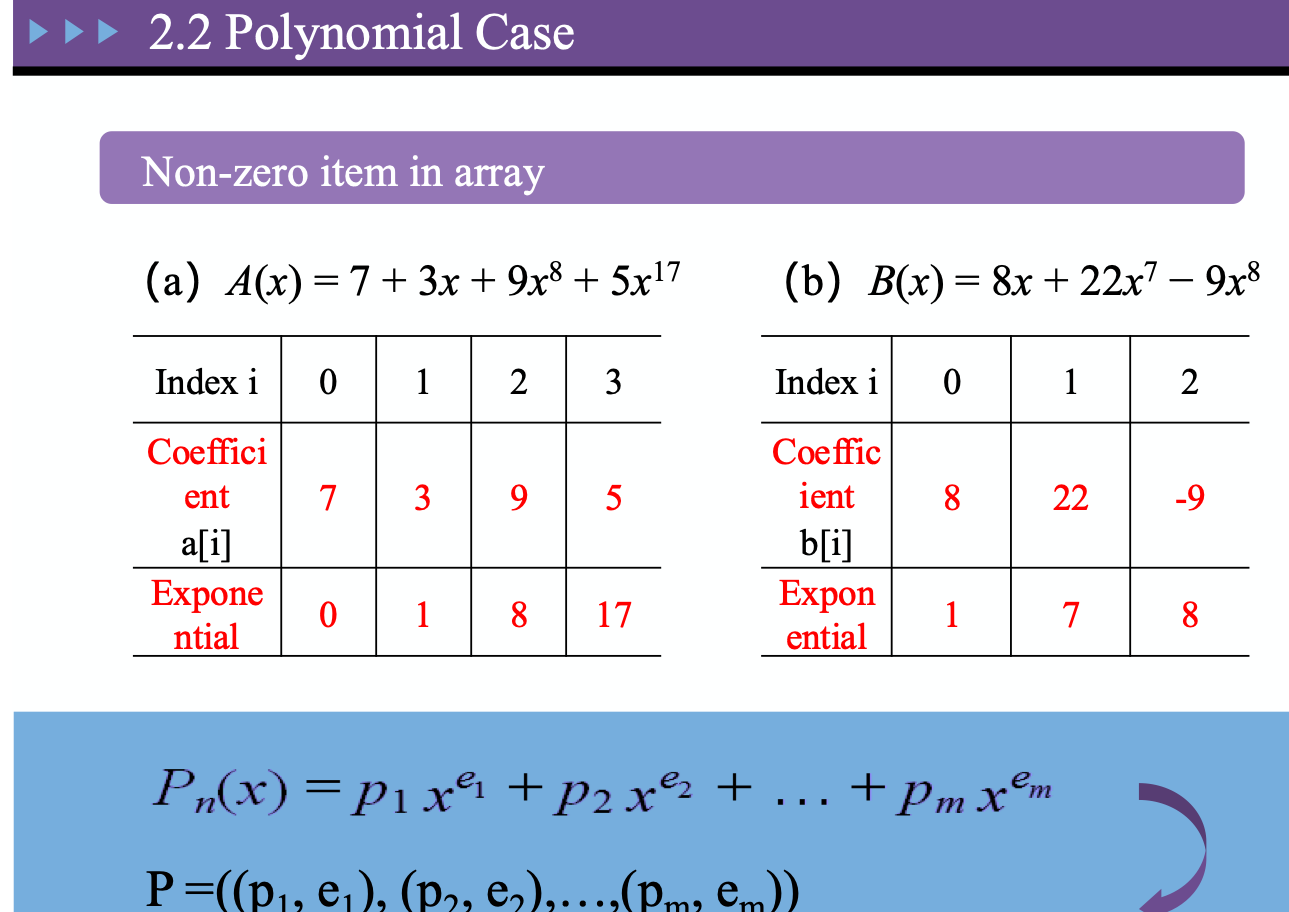 2.2 Polynomial Case
Non-zero item in array
(a) A(x) = 7 + 3x + 9x⁸ + 5x¹⁷
(b) B(x) = 8x + 22x⁷ − 9x⁸
Index i 0 1 2 3
Coeffici
ent
a[i]
7 3 9 5
Expone
ntial
0 1 8 17
Index i 0 1 2
Coeffic
ient
b[i]
8 22 -9
Expon
ential
1 7 8
Pₙ(x) = p₁ x^e₁ + p₂ x^e₂ + … + pₘ x^eₘ
P =((p₁, e₁), (p₂, e₂),…,(pₘ, eₘ))